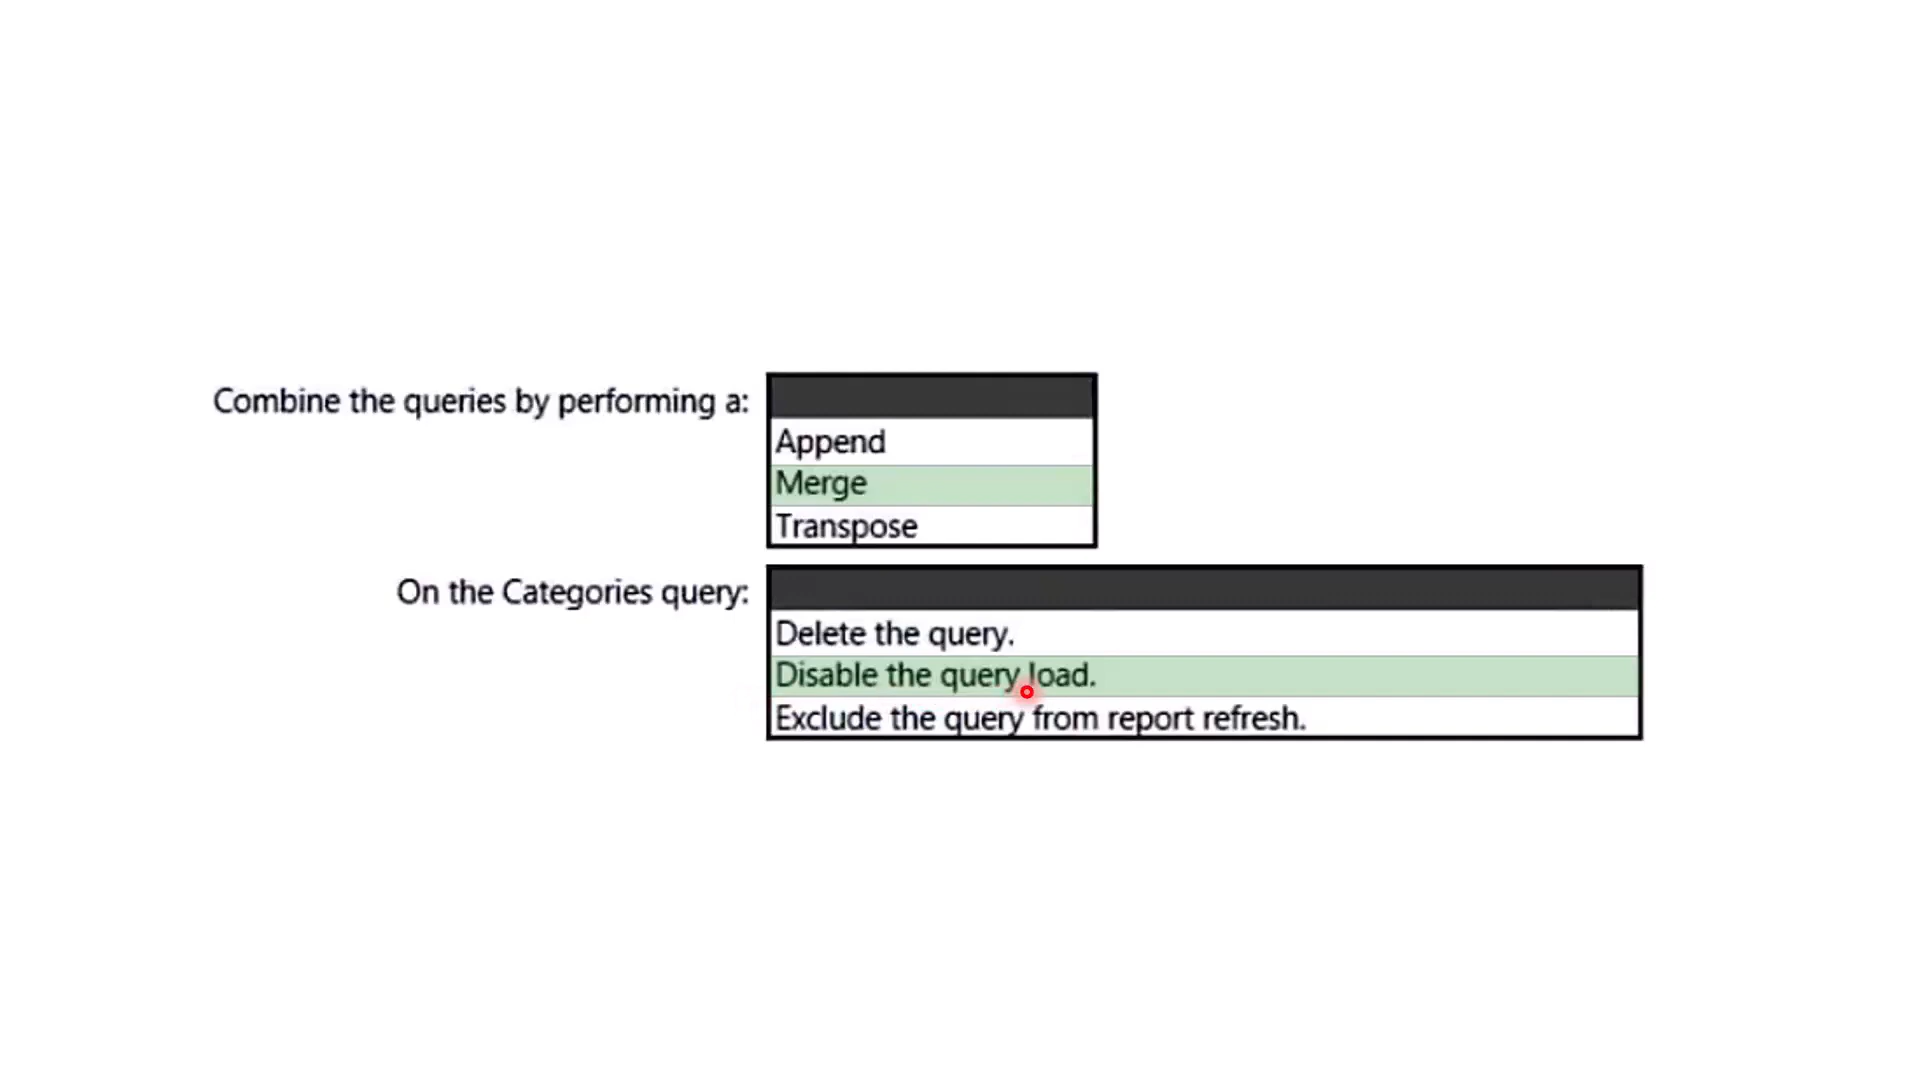 Combine the queries by performing a:
Append
Merge
Transpose
On the Categories query:
Delete the query.
Disable the query load.
Exclude the query from report refresh.